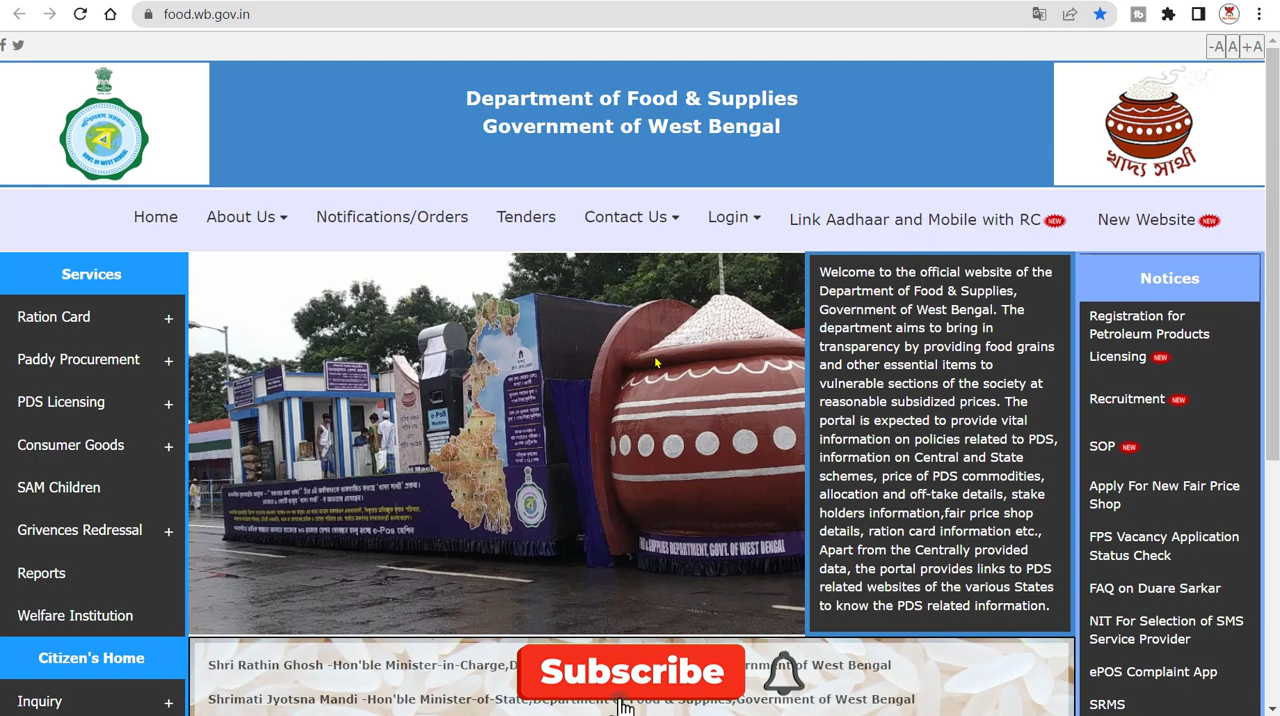 food.wb.gov.in
-A A +A
Department of Food & Supplies
Government of West Bengal
খাদ্য সাথী
Home About Us Notifications/Orders Tenders Contact Us Login Link Aadhaar and Mobile with RC NEW New Website NEW
Services
Ration Card +
Paddy Procurement +
PDS Licensing +
Consumer Goods +
SAM Children
Grivences Redressal +
Reports
Welfare Institution
Citizen's Home
Inquiry +
e-Pos
& SUPPLIES DEPARTMENT, GOVT. OF WEST BENGAL
Welcome to the official website of the
Department of Food & Supplies,
Government of West Bengal. The
department aims to bring in
transparency by providing food grains
and other essential items to
vulnerable sections of the society at
reasonable subsidized prices. The
portal is expected to provide vital
information on policies related to PDS,
information on Central and State
schemes, price of PDS commodities,
allocation and off-take details, stake
holders information,fair price shop
details, ration card information etc.,
Apart from the Centrally provided
data, the portal provides links to PDS
related websites of the various States
to know the PDS related information.
Notices
Registration for
Petroleum Products
Licensing NEW
Recruitment NEW
SOP NEW
Apply For New Fair Price
Shop
FPS Vacancy Application
Status Check
FAQ on Duare Sarkar
NIT For Selection of SMS
Service Provider
ePOS Complaint App
SRMS
Shri Rathin Ghosh -Hon'ble Minister-in-Charge, of West Bengal
Shrimati Jyotsna Mandi -Hon'ble Minister-of-State, & Supplies,Government of West Bengal
Subscribe